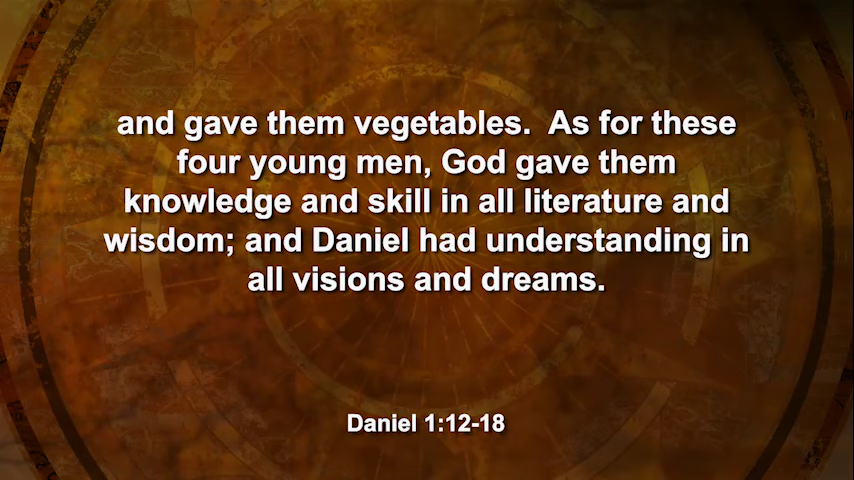 and gave them vegetables.  As for these
four young men, God gave them
knowledge and skill in all literature and
wisdom; and Daniel had understanding in
all visions and dreams.
Daniel 1:12-18